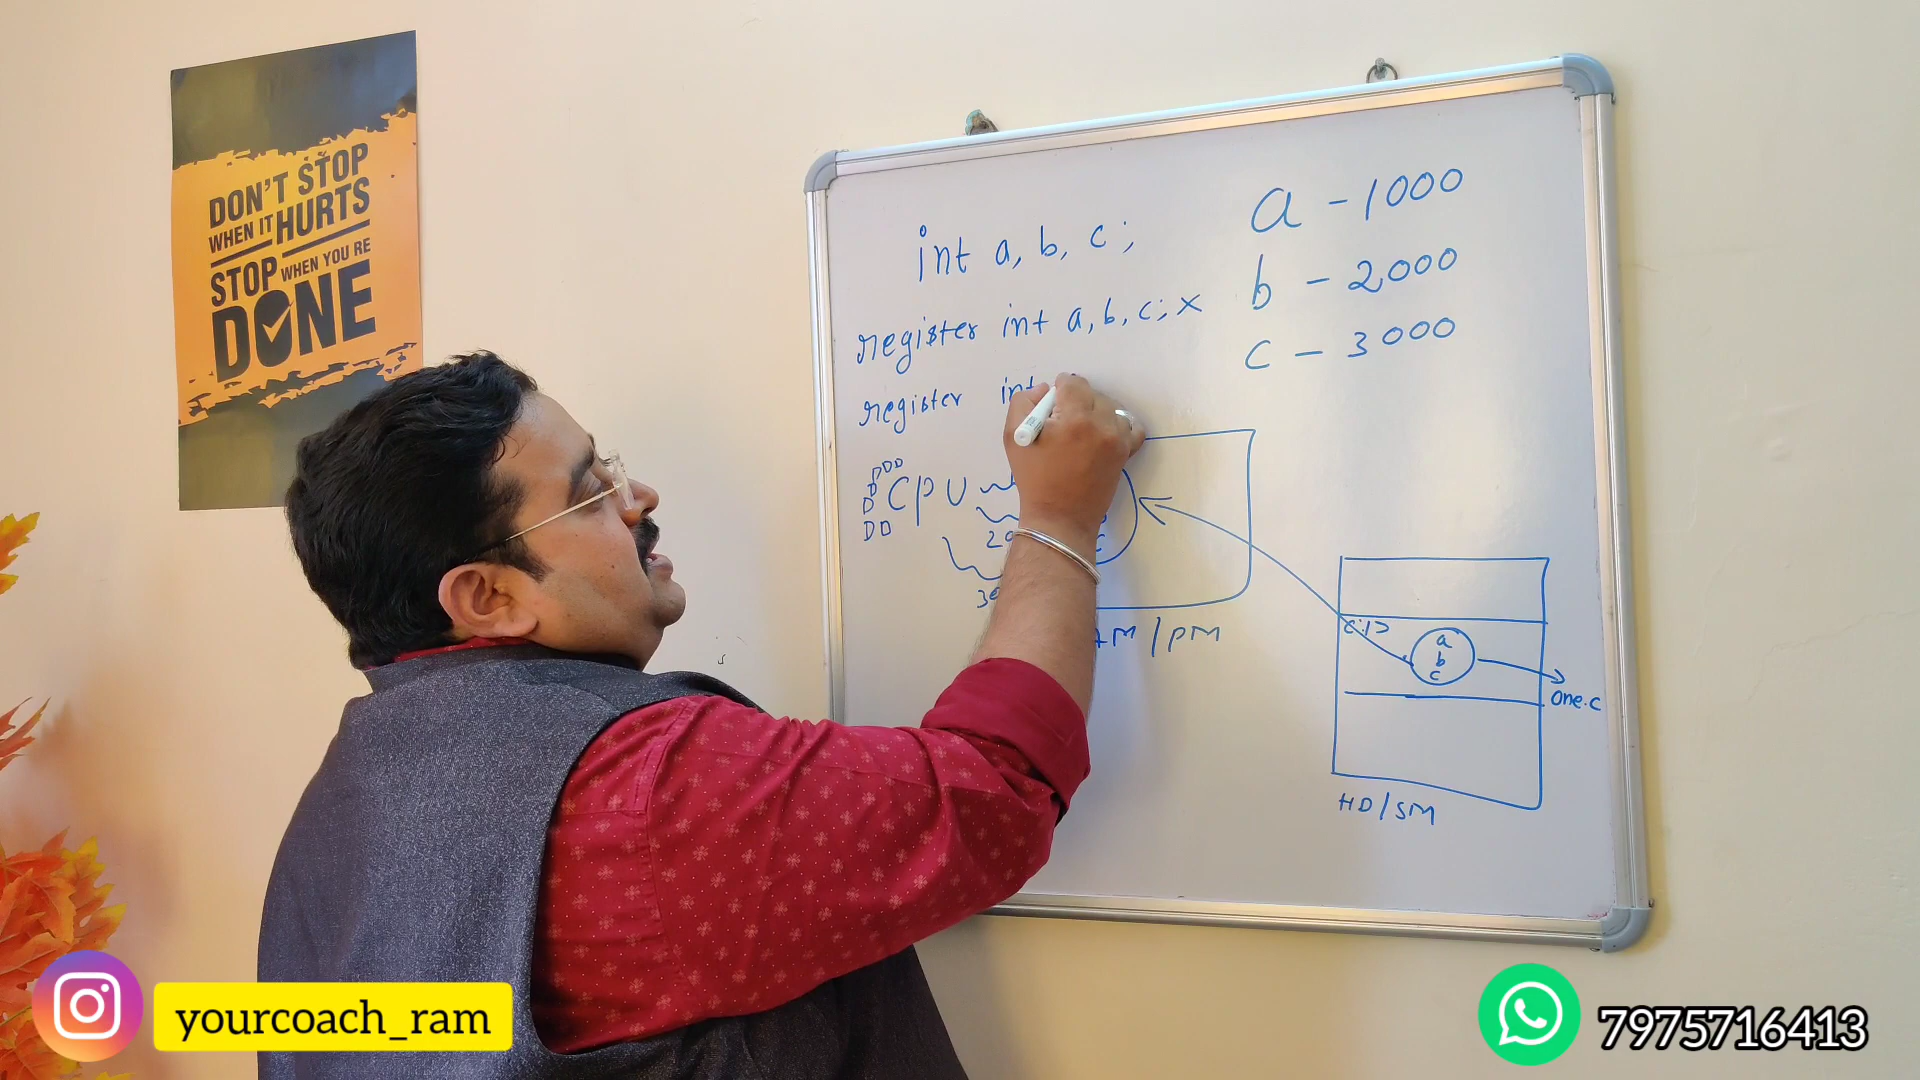 DON'T STOP
WHEN IT HURTS
STOP WHEN YOU RE
DONE
int a, b, c;
register int a, b, c; x
register int
a - 1000
b - 2000
c - 3000
CPU
/PM
a
b
c
one.c
HD/SM
yourcoach_ram
7975716413